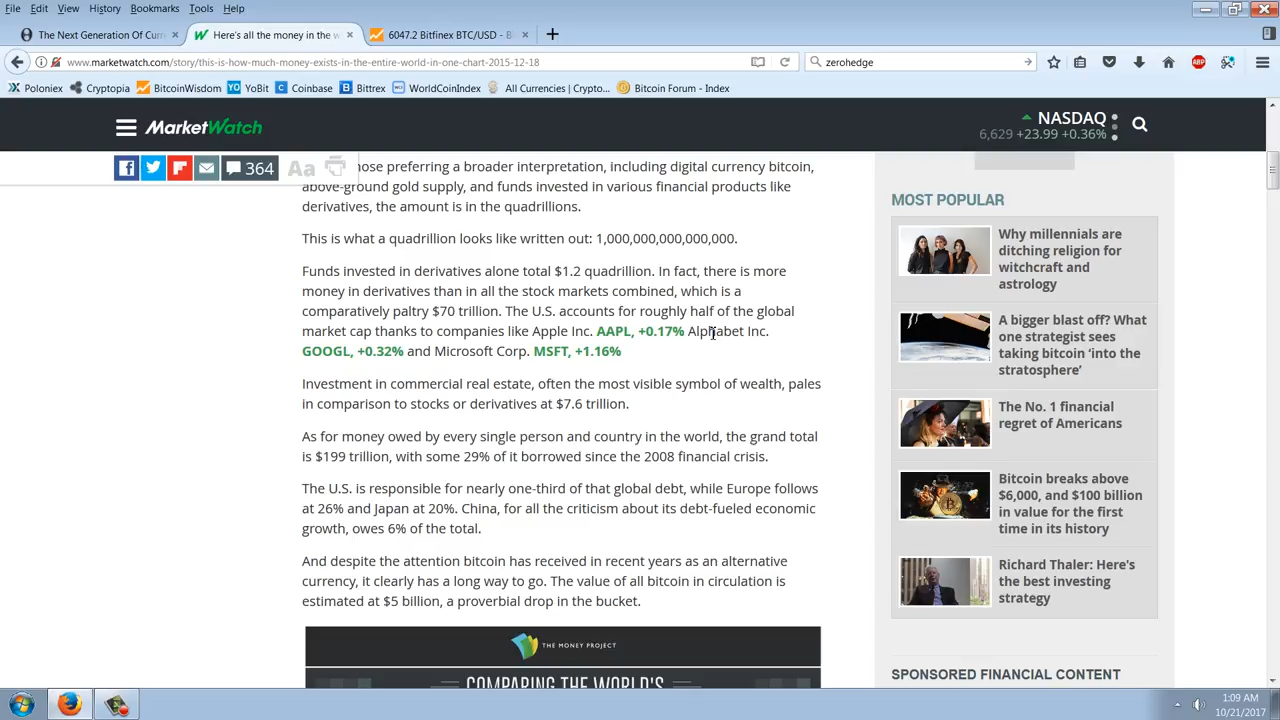 File Edit View History Bookmarks Tools Help
The Next Generation Of Curr
Here's all the money in the w
6047.2 Bitfinex BTC/USD - B
www.marketwatch.com/story/this-is-how-much-money-exists-in-the-entire-world-in-one-chart-2015-12-18
zerohedge
ABP
Poloniex Cryptopia BitcoinWisdom YO YoBit Coinbase Bittrex WorldCoinIndex All Currencies | Crypto... Bitcoin Forum - Index
MarketWatch
NASDAQ
6,629 +23.99 +0.36%
364 Aa
ose preferring a broader interpretation, including digital currency bitcoin,
above-ground gold supply, and funds invested in various financial products like
derivatives, the amount is in the quadrillions.
This is what a quadrillion looks like written out: 1,000,000,000,000,000.
Funds invested in derivatives alone total $1.2 quadrillion. In fact, there is more
money in derivatives than in all the stock markets combined, which is a
comparatively paltry $70 trillion. The U.S. accounts for roughly half of the global
market cap thanks to companies like Apple Inc. AAPL, +0.17% Alphabet Inc.
GOOGL, +0.32% and Microsoft Corp. MSFT, +1.16%
Investment in commercial real estate, often the most visible symbol of wealth, pales
in comparison to stocks or derivatives at $7.6 trillion.
As for money owed by every single person and country in the world, the grand total
is $199 trillion, with some 29% of it borrowed since the 2008 financial crisis.
The U.S. is responsible for nearly one-third of that global debt, while Europe follows
at 26% and Japan at 20%. China, for all the criticism about its debt-fueled economic
growth, owes 6% of the total.
And despite the attention bitcoin has received in recent years as an alternative
currency, it clearly has a long way to go. The value of all bitcoin in circulation is
estimated at $5 billion, a proverbial drop in the bucket.
THE MONEY PROJECT
COMPARING THE WORLD'S
MOST POPULAR
Why millennials are
ditching religion for
witchcraft and
astrology
A bigger blast off? What
one strategist sees
taking bitcoin ‘into the
stratosphere’
The No. 1 financial
regret of Americans
Bitcoin breaks above
$6,000, and $100 billion
in value for the first
time in its history
Richard Thaler: Here's
the best investing
strategy
SPONSORED FINANCIAL CONTENT
1:09 AM
10/21/2017